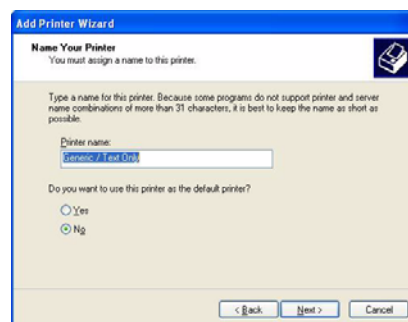 Add Printer Wizard
Name Your Printer
You must assign a name to this printer.
Type a name for this printer. Because some programs do not support printer and server
name combinations of more than 31 characters, it is best to keep the name as short as
possible.
Printer name:
Generic / Text Only
Do you want to use this printer as the default printer?
Yes
No
< Back
Next >
Cancel